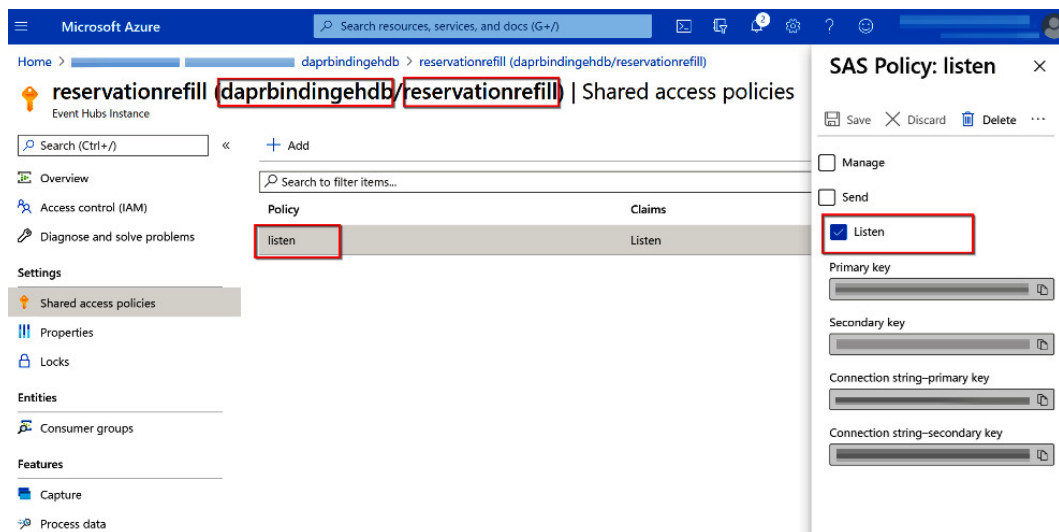 Microsoft Azure
Search resources, services, and docs (G+/)
2
Home > daprbindingehdb > reservationrefill (daprbindingehdb/reservationrefill)
reservationrefill (daprbindingehdb/reservationrefill) | Shared access policies
Event Hubs Instance
Search (Ctrl+/)
«
Overview
Access control (IAM)
Diagnose and solve problems
Settings
Shared access policies
Properties
Locks
Entities
Consumer groups
Features
Capture
Process data
+ Add
Search to filter items...
Policy Claims
listen Listen
SAS Policy: listen
Save Discard Delete ...
Manage
Send
Listen
Primary key
Secondary key
Connection string–primary key
Connection string–secondary key